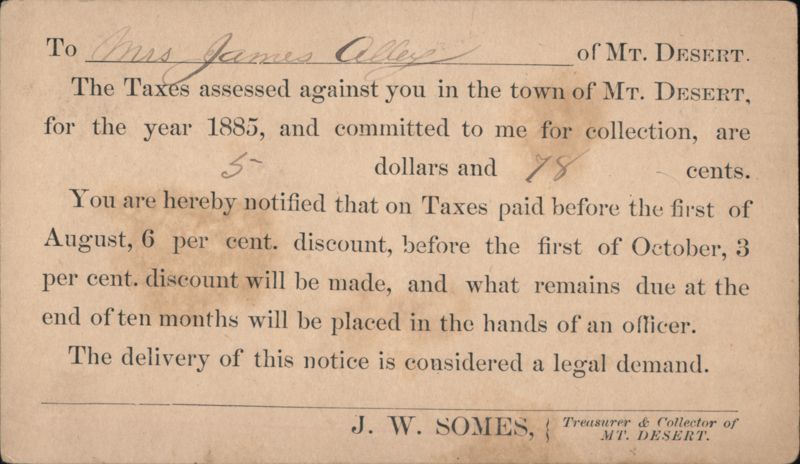 To Mrs James Alley of MT. DESERT.
The Taxes assessed against you in the town of MT. DESERT,
for the year 1885, and committed to me for collection, are
5 dollars and 78 cents.
You are hereby notified that on Taxes paid before the first of
August, 6 per cent. discount, before the first of October, 3
per cent. discount will be made, and what remains due at the
end of ten months will be placed in the hands of an officer.
The delivery of this notice is considered a legal demand.
J. W. SOMES, { Treasurer & Collector of
MT. DESERT.